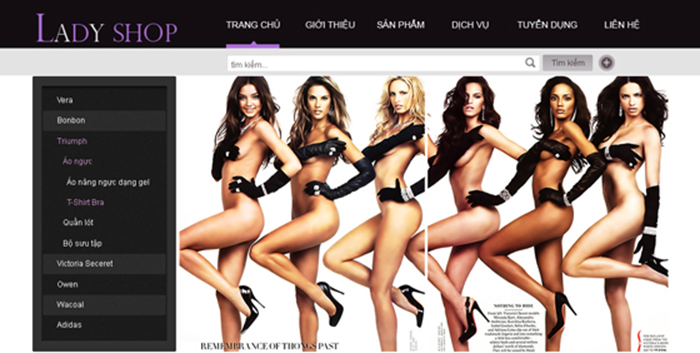 LADY SHOP
TRANG CHỦ
GIỚI THIỆU
SẢN PHẨM
DỊCH VỤ
TUYỂN DỤNG
LIÊN HỆ
tìm kiếm...
Tìm kiếm
Vera
Bonbon
Triumph
Áo ngực
Áo nâng ngực dạng gel
T-Shirt Bra
Quần lót
Bộ sưu tập
Victoria Seceret
Owen
Wacoal
Adidas
REMEMBRANCE OF THONGS PAST
NOTHING TO HIDE